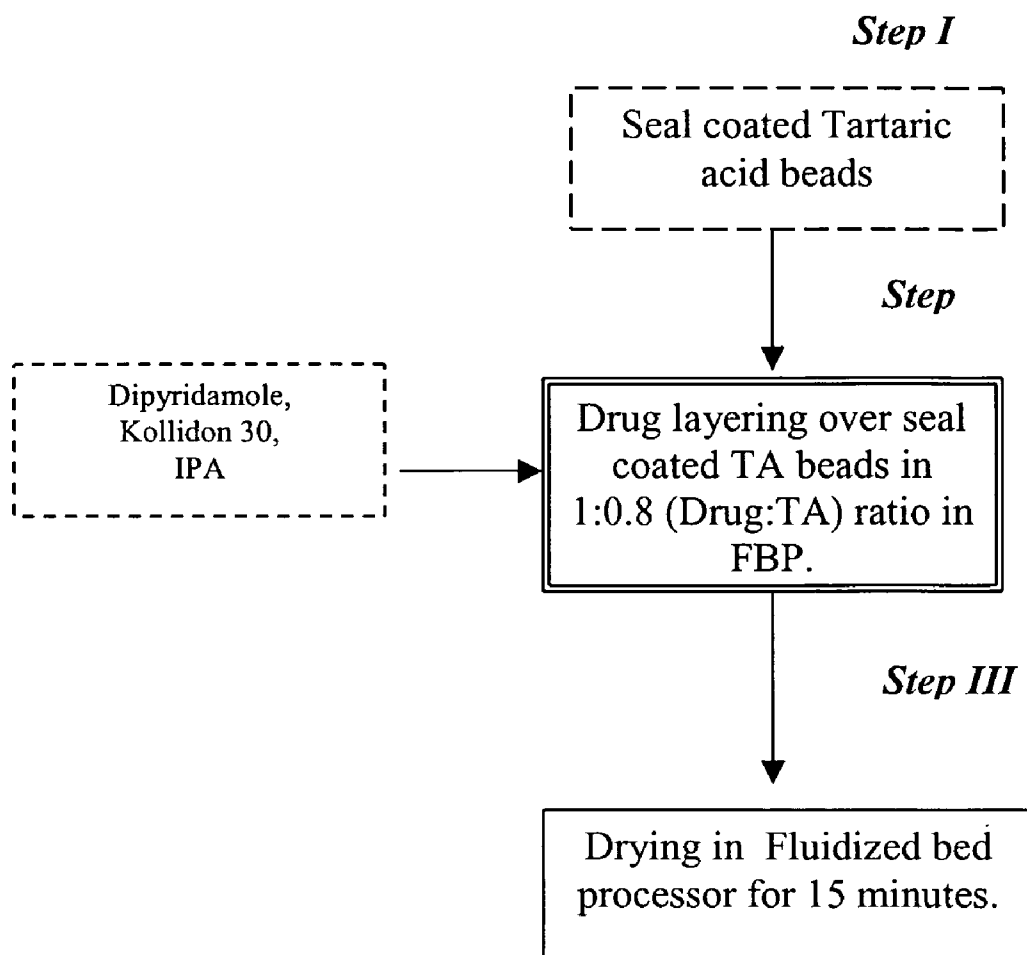 Step I
Seal coated Tartaric
acid beads
Step
Dipyridamole,
Kollidon 30,
IPA
Drug layering over seal
coated TA beads in
1:0.8 (Drug:TA) ratio in
FBP.
Step III
Drying in Fluidized bed
processor for 15 minutes.